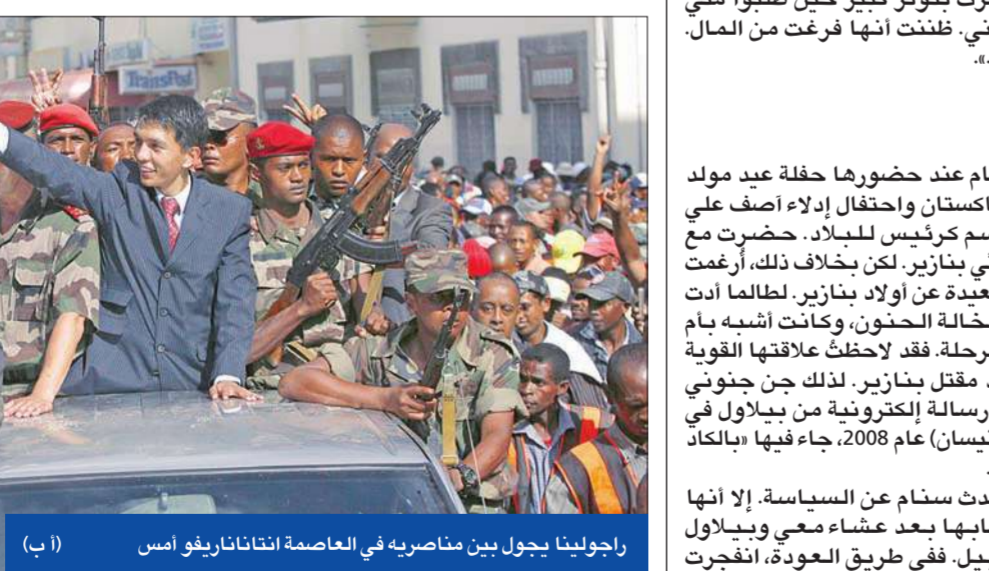 ني. ظننت أنها فرغت من المال.
».
ام عند حضورها حفلة عيد مولد
اكستان واحتفال إدلاء آصف علي
سم كرئيس للبلاد. حضرت مع
ئي بنازير. لكن بخلاف ذلك، أُرغمت
عيدة عن أولاد بنازير. لطالما أدت
خالة الحنون، وكانت أشبه بأم
رحلة. فقد لاحظتُ علاقتها القوية
مقتل بنازير. لذلك جن جنوني
رسالة إلكترونية من بيلاول في
نيسان) عام 2008، جاء فيها «بالكاد
دث سنام عن السياسة. إلا أنها
ابها بعد عشاء معي وبيلاول
يل. ففي طريق العودة، انفجرت
TransPost
راجولينا يجول بين مناصريه في العاصمة انتاناناريفو أمس (أ ب)